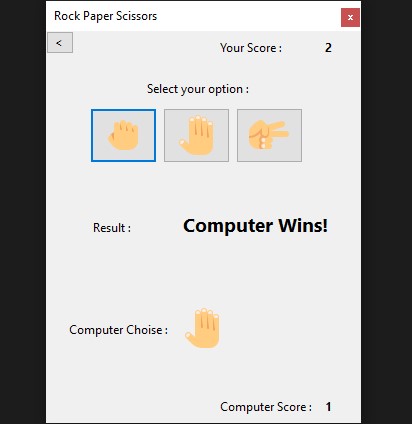 Rock Paper Scissors
x
<
Your Score : 2
Select your option :
Result : Computer Wins!
Computer Choise :
Computer Score : 1